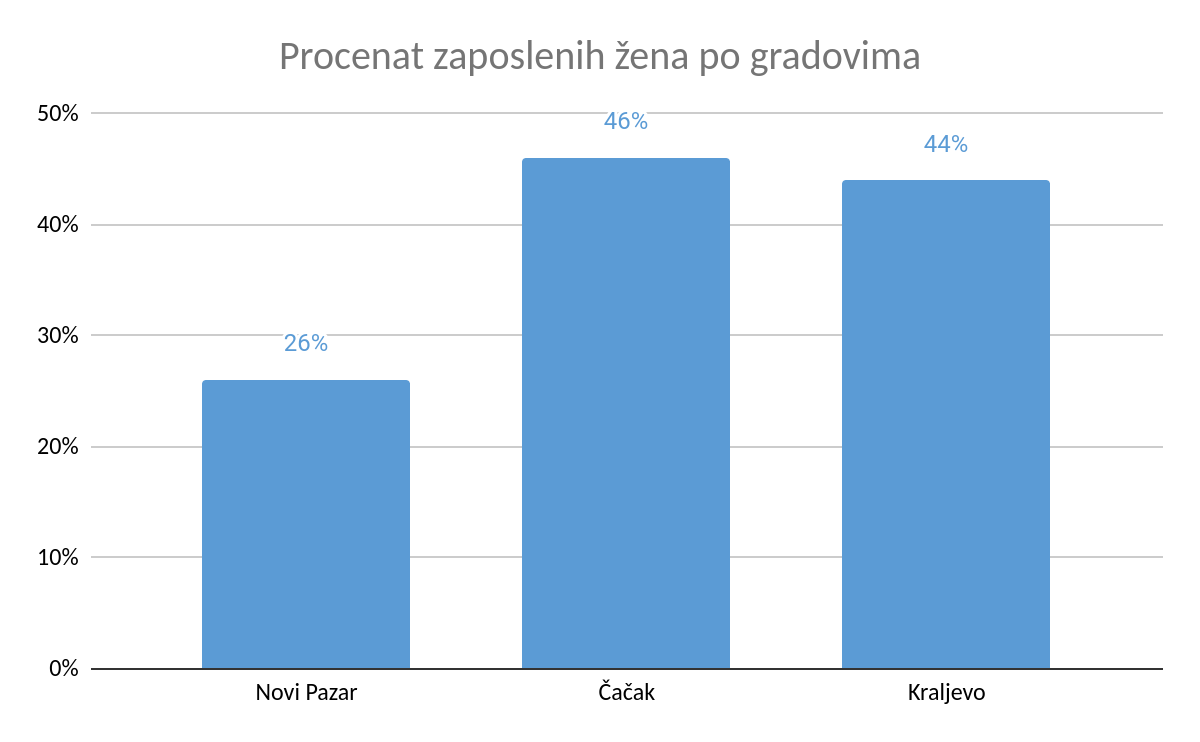 Procenat zaposlenih žena po gradovima
50%
40%
30%
20%
10%
0%
46%
44%
26%
Novi Pazar
Čačak
Kraljevo